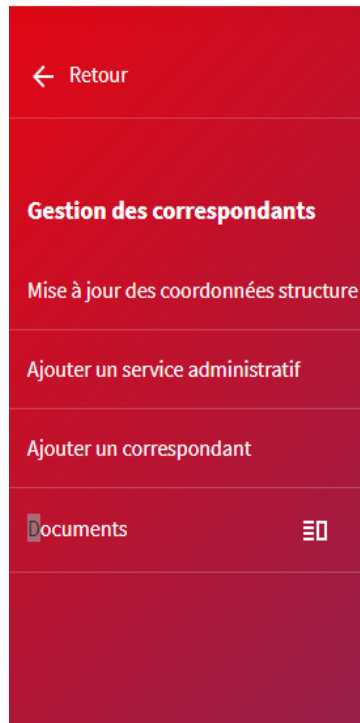 Retour
Gestion des correspondants
Mise à jour des coordonnées structure
Ajouter un service administratif
Ajouter un correspondant
Documents